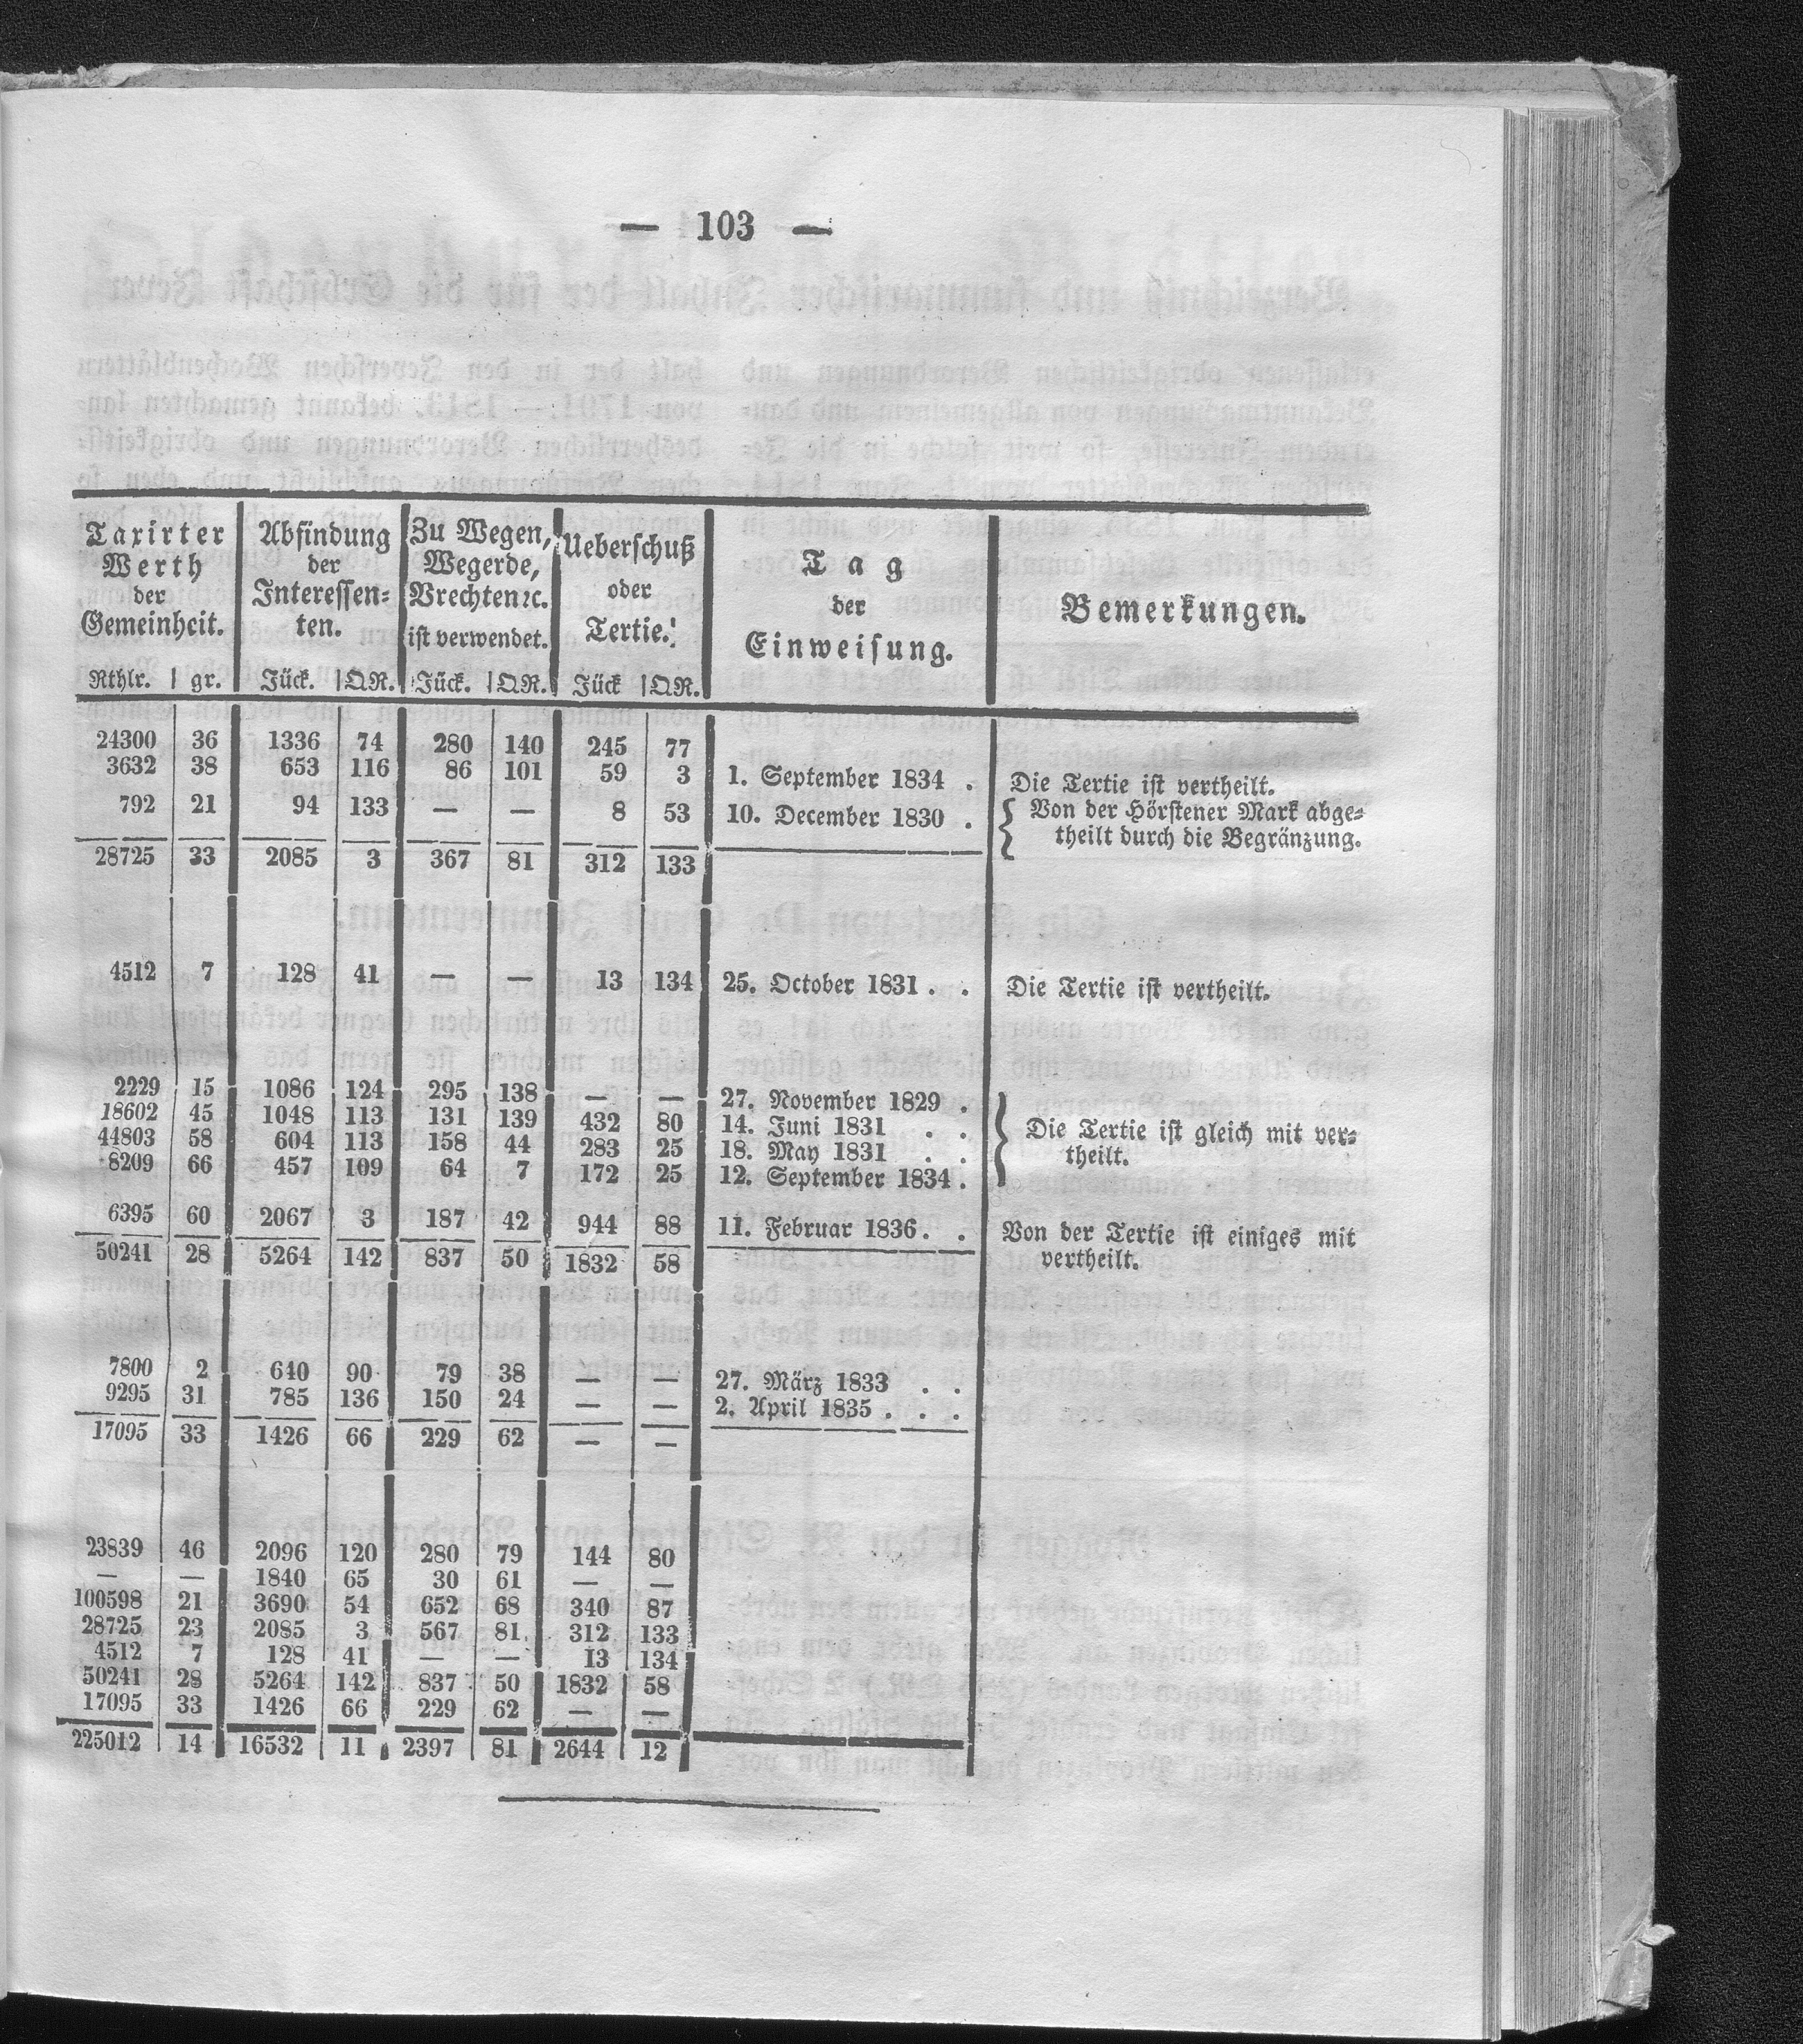 — 103 —
Taxirter Werth der Gemeinheit. | Abfindung der Interessenten. | Zu Wegen, Wegerde, Vrechten ꝛc. ist verwendet. | Ueberschuß oder Tertie. | Tag der Einweisung. | Bemerkungen.
Rthlr. | gr. | Jück. | QR. | Jück. | QR. | Jück | QR.
24300 36 1336 74 280 140 245 77
3632 38 653 116 86 101 59 3 1. September 1834 . Die Tertie ist vertheilt.
792 21 94 133 — — 8 53 10. December 1830 . { Von der Hörstener Mark abge-
theilt durch die Begränzung.
28725 33 2085 3 367 81 312 133
4512 7 128 41 — — 13 134 25. October 1831 . . Die Tertie ist vertheilt.
2229 15 1086 124 295 138 — — 27. November 1829 .
18602 45 1048 113 131 139 432 80 14. Juni 1831 . . } Die Tertie ist gleich mit ver-
44803 58 604 113 158 44 283 25 18. May 1831 . . theilt.
8209 66 457 109 64 7 172 25 12. September 1834 .
6395 60 2067 3 187 42 944 88 11. Februar 1836 . . Von der Tertie ist einiges mit
50241 28 5264 142 837 50 1832 58 vertheilt.
7800 2 640 90 79 38 — — 27. März 1833 . .
9295 31 785 136 150 24 — — 2. April 1835 . . .
17095 33 1426 66 229 62 — —
23839 46 2096 120 280 79 144 80
— — 1840 65 30 61 — —
100598 21 3690 54 652 68 340 87
28725 23 2085 3 567 81 312 133
4512 7 128 41 — — 13 134
50241 28 5264 142 837 50 1832 58
17095 33 1426 66 229 62 — —
225012 14 16532 11 2397 81 2644 12